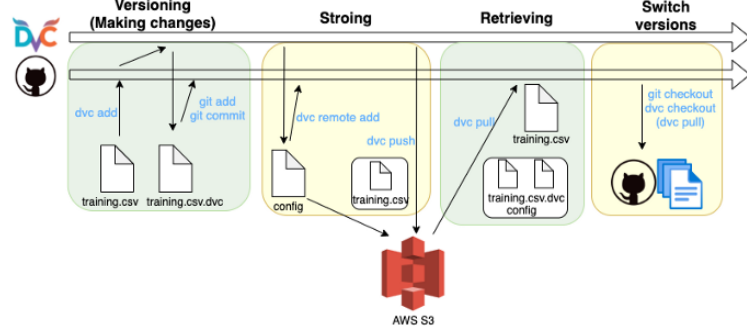 Versioning
(Making changes)
Stroing
Retrieving
Switch
versions
DVC
dvc add
git add
git commit
training.csv
training.csv.dvc
dvc remote add
dvc push
config
training.csv
dvc pull
training.csv
training.csv.dvc
config
git checkout
dvc checkout
(dvc pull)
AWS S3